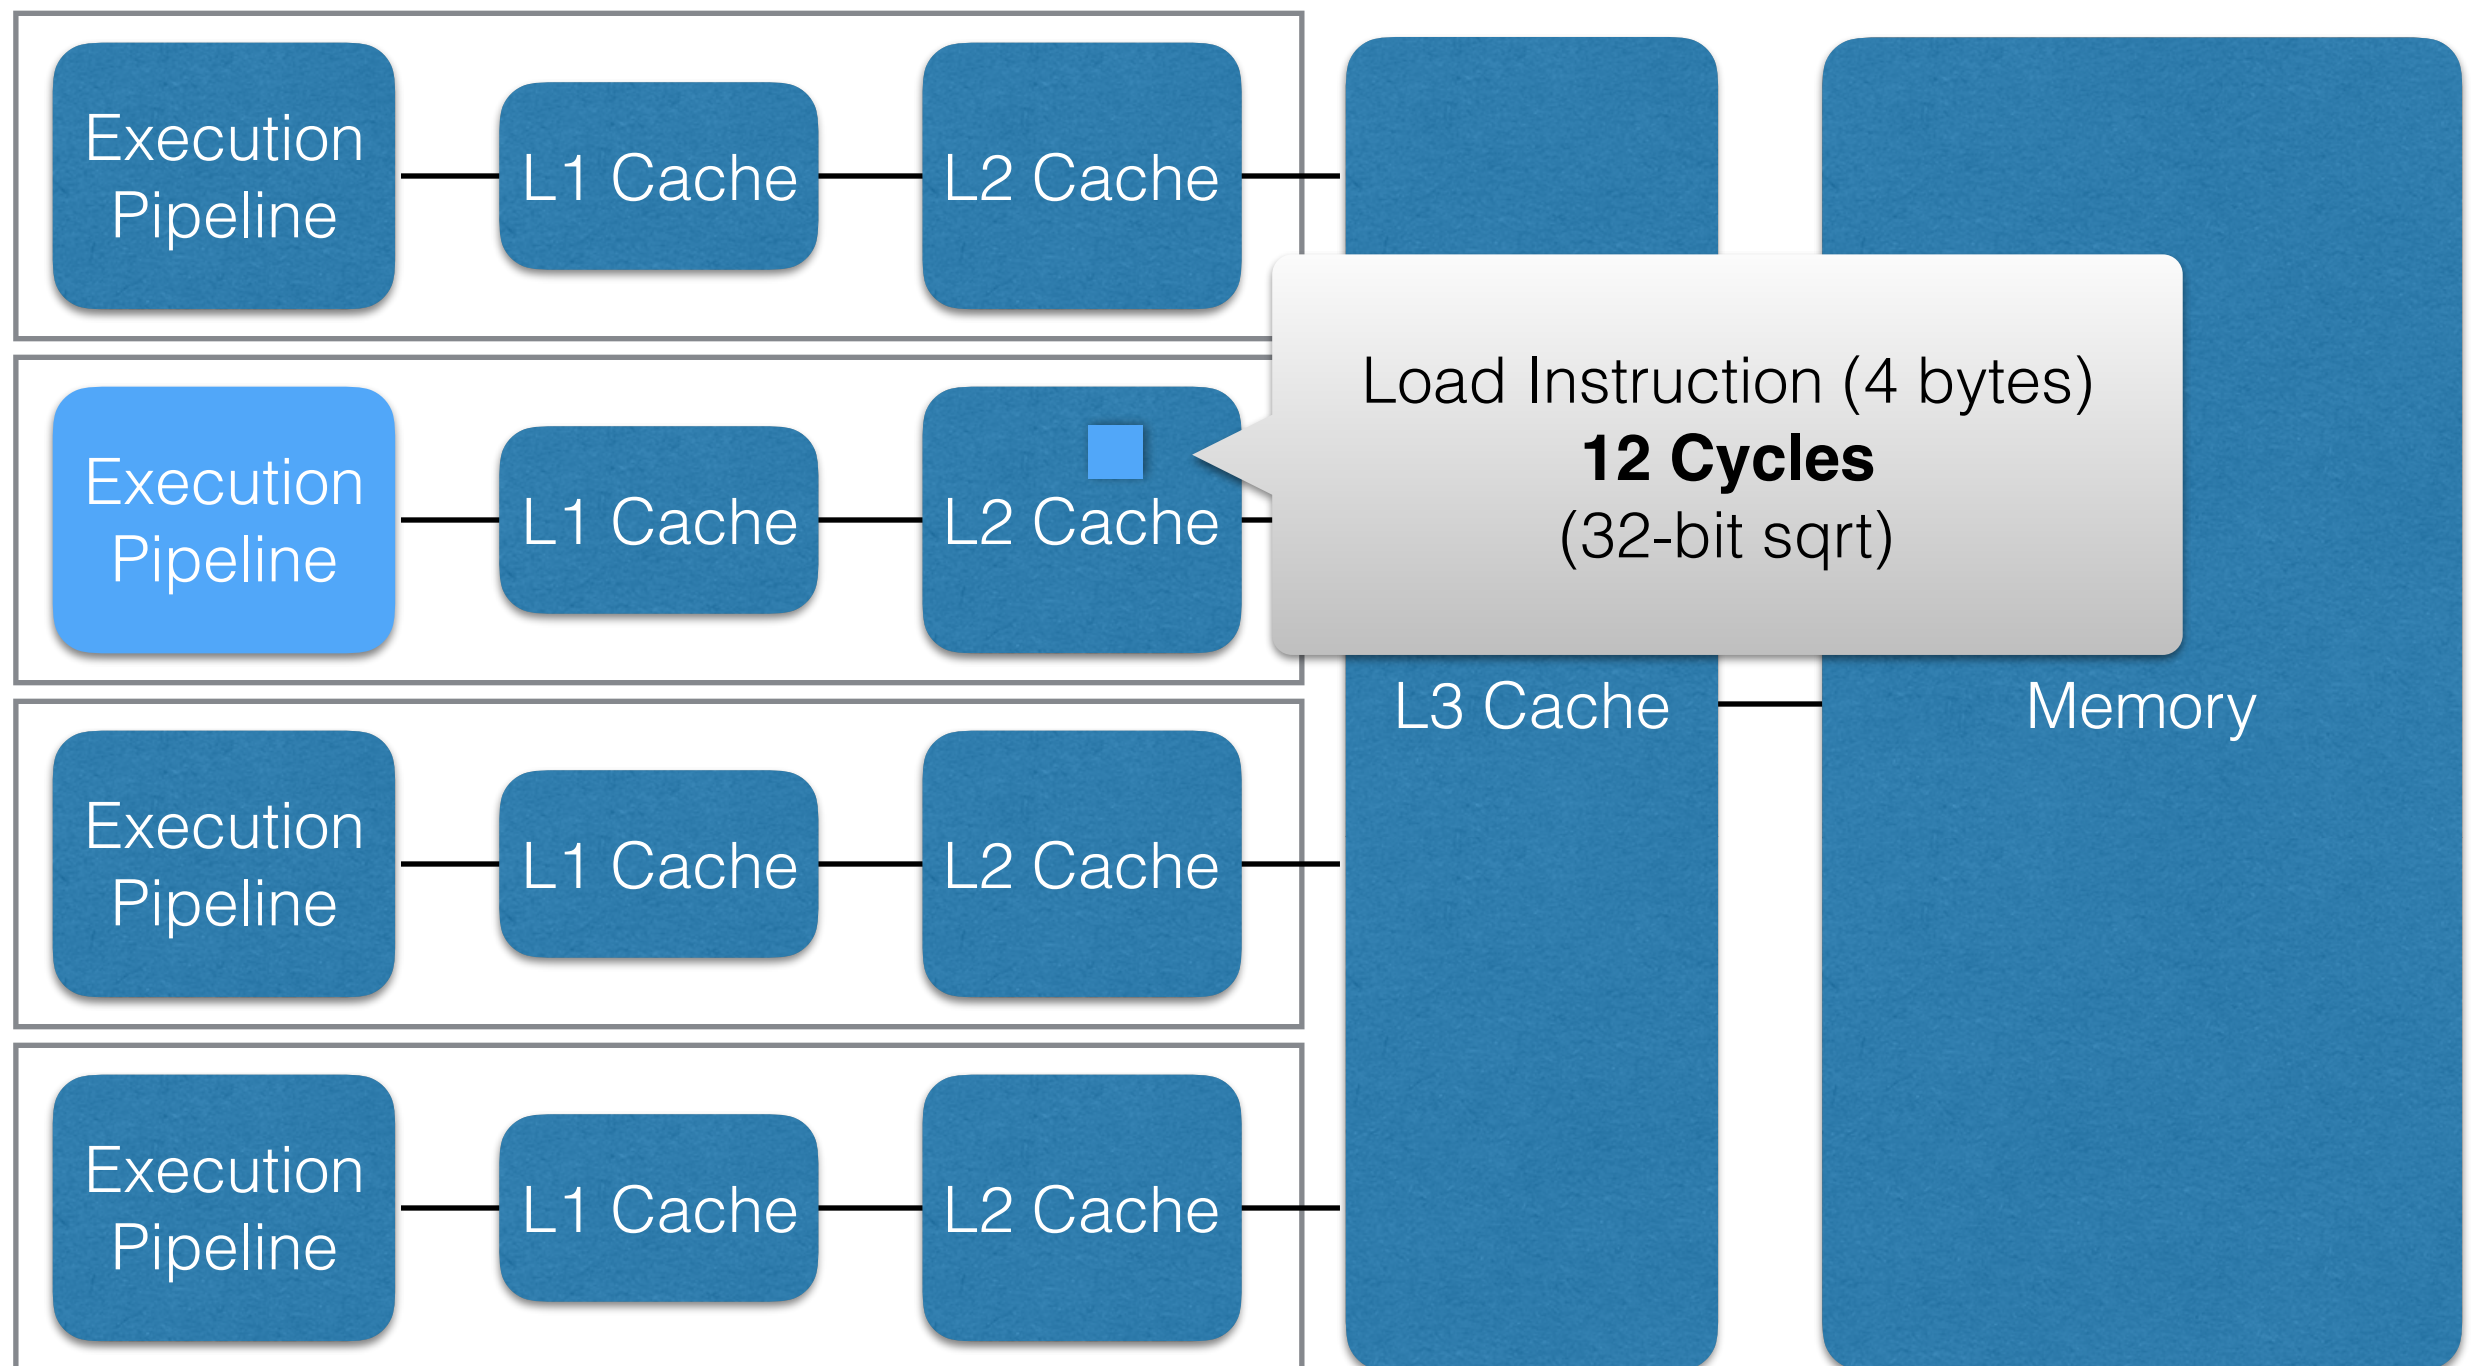 Execution
Pipeline
L1 Cache
L2 Cache
Execution
Pipeline
L1 Cache
L2 Cache
Load Instruction (4 bytes)
12 Cycles
(32-bit sqrt)
L3 Cache
Memory
Execution
Pipeline
L1 Cache
L2 Cache
Execution
Pipeline
L1 Cache
L2 Cache